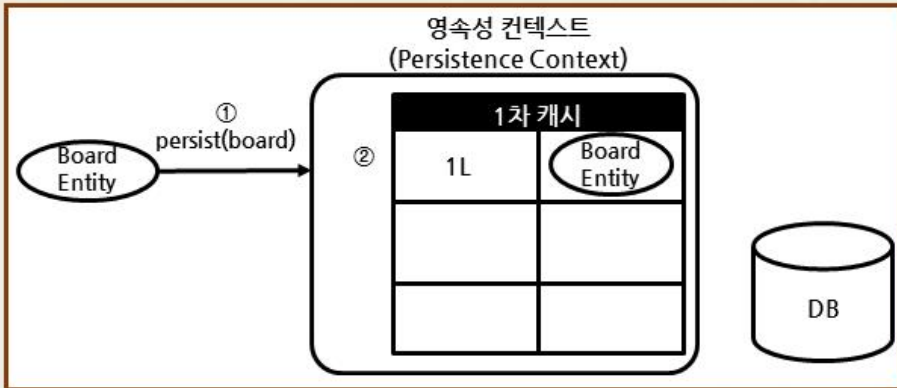 영속성 컨텍스트
(Persistence Context)
①
persist(board)
Board
Entity
②
1차 캐시
1L
Board
Entity
DB